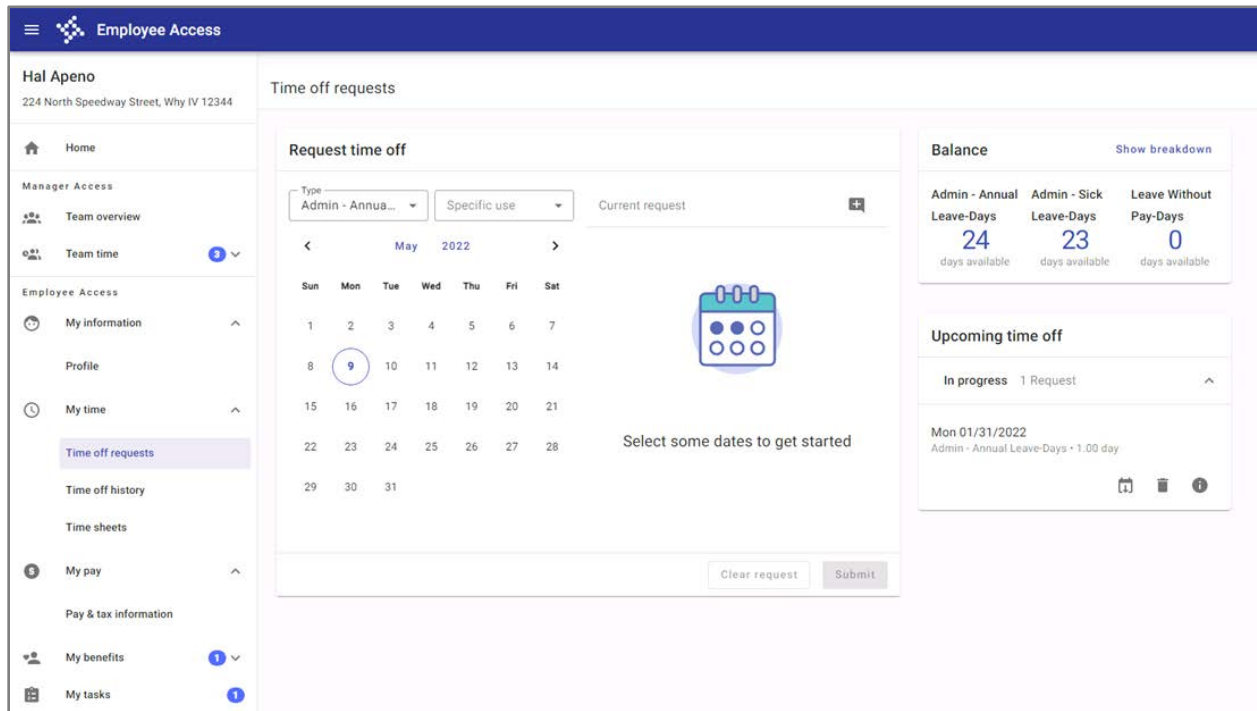 Employee Access
Hal Apeno
224 North Speedway Street, Why IV 12344
Home
Manager Access
Team overview
Team time 3
Employee Access
My information
Profile
My time
Time off requests
Time off history
Time sheets
My pay
Pay & tax information
My benefits 1
My tasks 1
Time off requests
Request time off
Type
Admin - Annua...
Specific use
May 2022
Sun Mon Tue Wed Thu Fri Sat
1 2 3 4 5 6 7
8 9 10 11 12 13 14
15 16 17 18 19 20 21
22 23 24 25 26 27 28
29 30 31
Current request
Select some dates to get started
Clear request Submit
Balance Show breakdown
Admin - Annual
Leave-Days
24
days available
Admin - Sick
Leave-Days
23
days available
Leave Without
Pay-Days
0
days available
Upcoming time off
In progress 1 Request
Mon 01/31/2022
Admin - Annual Leave-Days • 1.00 day